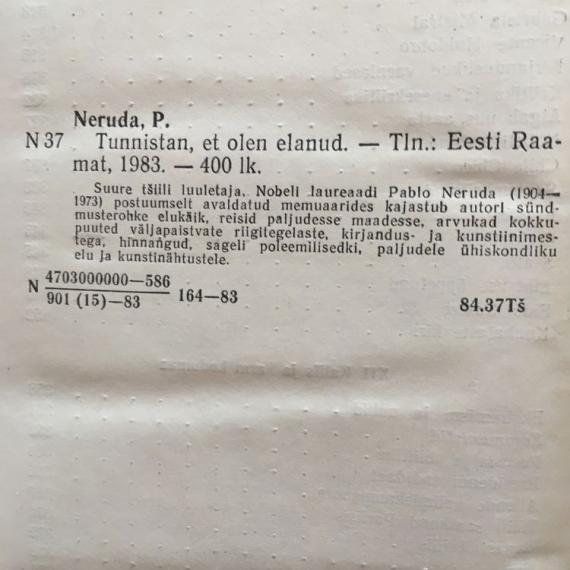 Neruda, P.
N 37 Tunnistan, et olen elanud. — Tln.: Eesti Raa-
mat, 1983. — 400 lk.
Suure tšiili luuletaja, Nobeli laureaadi Pablo Neruda (1904—
1973) postuumselt avaldatud memuaarides kajastub autori sünd-
musterohke elukäik, reisid paljudesse maadesse, arvukad kokku-
puuted väljapaistvate riigitegelaste, kirjandus- ja kunstiinimes-
tega, hinnangud, sageli poleemilisedki, paljudele ühiskondliku
elu ja kunstinähtustele.
N 4703000000—586
901 (15)—83 164—83
84.37Tš